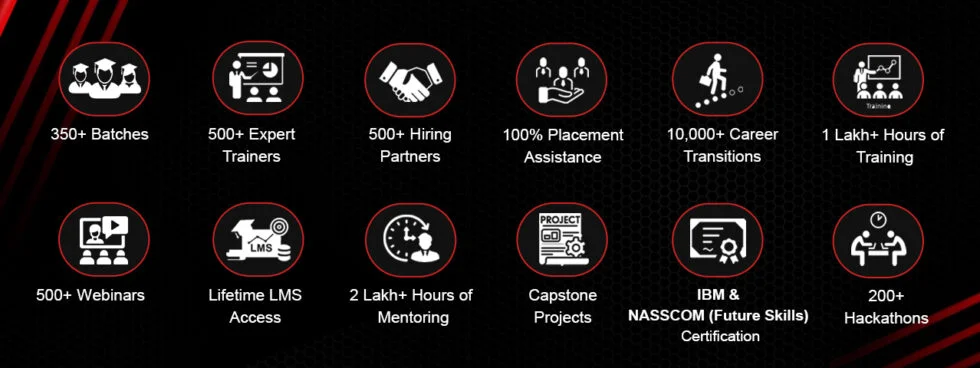 350+ Batches
500+ Expert
Trainers
500+ Hiring
Partners
100% Placement
Assistance
10,000+ Career
Transitions
Training
1 Lakh+ Hours of
Training
500+ Webinars
LMS
Lifetime LMS
Access
2 Lakh+ Hours of
Mentoring
PROJECT
Capstone
Projects
IBM &
NASSCOM (Future Skills)
Certification
200+
Hackathons